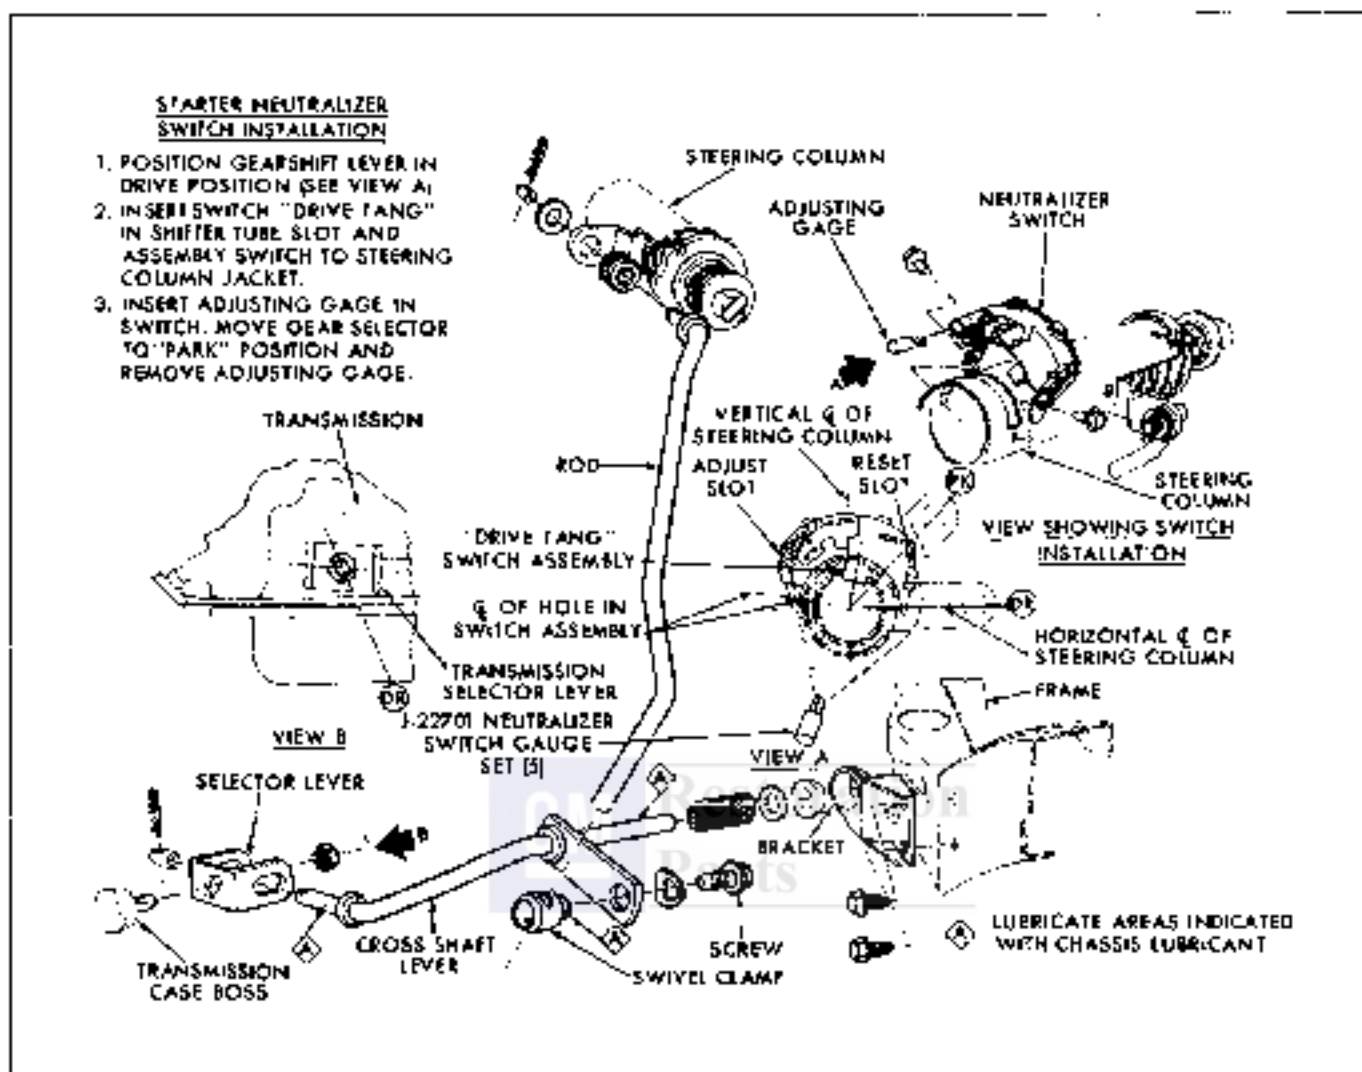 STARTER NEUTRALIZER
SWITCH INSTALLATION
1. POSITION GEARSHIFT LEVER IN
DRIVE POSITION (SEE VIEW A)
2. INSERT SWITCH "DRIVE TANG"
IN SHIFTER TUBE SLOT AND
ASSEMBLY SWITCH TO STEERING
COLUMN JACKET.
3. INSERT ADJUSTING GAGE IN
SWITCH. MOVE GEAR SELECTOR
TO "PARK" POSITION AND
REMOVE ADJUSTING GAGE.
STEERING COLUMN
ADJUSTING
GAGE
NEUTRALIZER
SWITCH
A
TRANSMISSION
ROD
VERTICAL ℄ OF
STEERING COLUMN
ADJUST
SLOT
RESET
SLOT
PK
STEERING
COLUMN
VIEW SHOWING SWITCH
INSTALLATION
"DRIVE TANG"
SWITCH ASSEMBLY
℄ OF HOLE IN
SWITCH ASSEMBLY
DR
HORIZONTAL ℄ OF
STEERING COLUMN
TRANSMISSION
SELECTOR LEVER
DR
VIEW B
J-22701 NEUTRALIZER
SWITCH GAUGE
SET (5)
VIEW A
FRAME
SELECTOR LEVER
A
B
BRACKET
GM
Restoration
Parts
A
CROSS SHAFT
LEVER
A
SCREW
SWIVEL CLAMP
TRANSMISSION
CASE BOSS
A
LUBRICATE AREAS INDICATED
WITH CHASSIS LUBRICANT